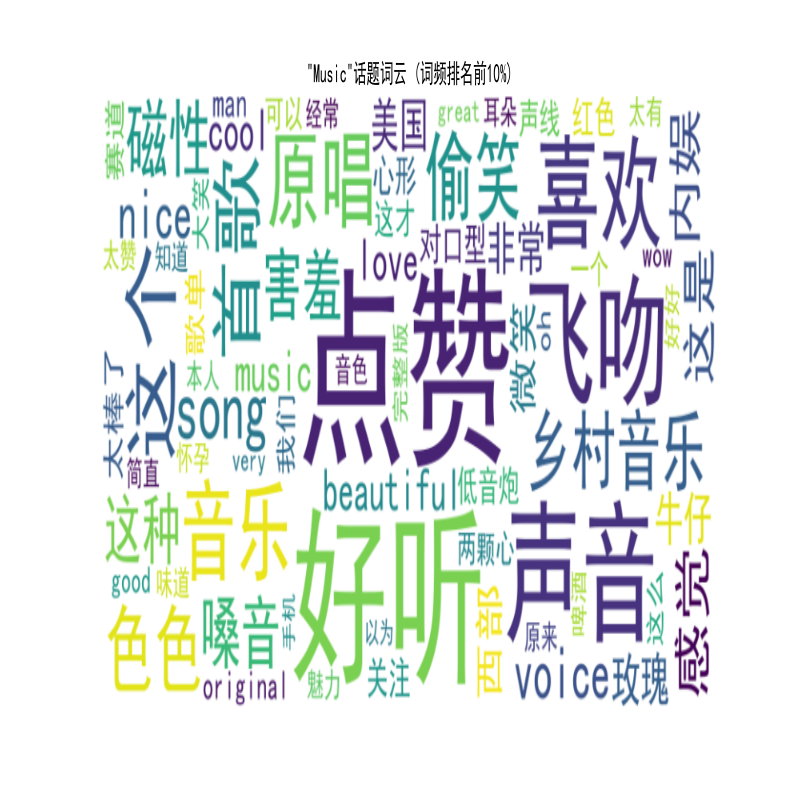 "Music"话题词云 (词频排名前10%)
赛道
磁性
man
cool
可以
经常
美国
great
耳朵
声线
红色
太有
内娱
大笑
歌
原唱
心形
这才
偷笑
喜欢
nice
太赞
知道
个
歌单
首
害羞
love
对口型
非常
一个
wow
好好
这是
点赞
音色
完整版
微笑
oh
飞吻
太棒了
这
本人
song
music
我们
怀孕
very
简直
beautiful
低音炮
乡村音乐
这种
音乐
好听
两颗心
声音
牛仔
good
味道
色色
嗓音
手机
以为
西部
原来
啤酒
这么
感觉
original
魅力
关注
voice
玫瑰